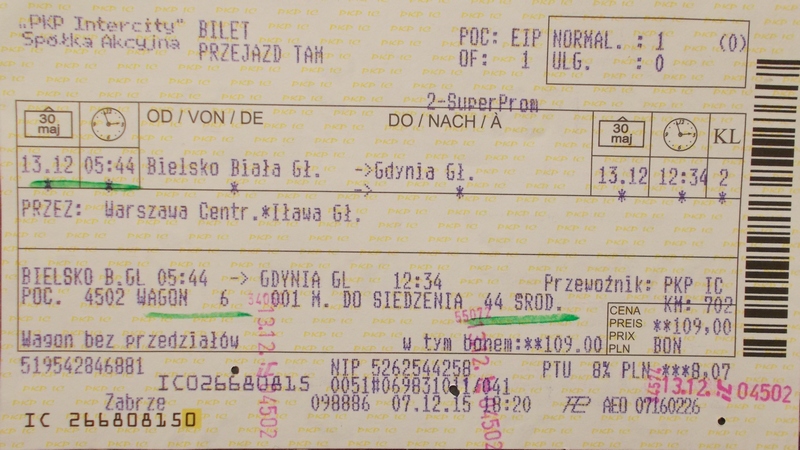 „PKP Intercity" BILET POC: EIP NORMAL. : 1 (0)
Spółka Akcyjna PRZEJAZD TAM OF: 1 ULG. : 0
2-SuperProm
30 maj OD / VON / DE DO / NACH / À 30 maj KL
13.12 05:44 Bielsko Biała Gł. ->Gdynia Gł. 13.12 12:34 2
* * * -> * * * *
PRZEZ: Warszawa Centr.*Iława Gł.
BIELSKO B.GL 05:44 -> GDYNIA GL 12:34 Przewoźnik: PKP IC
POC. 4502 WAGON 6 001 M. DO SIEDZENIA 44 SROD. KM: 702
CENA PREIS PRIX PLN **109,00
Wagon bez przedziałów w tym bonem:**109.00 BON
519542846881 NIP 5262544258 PTU 8% PLN ***8,07
IC026680815 0051#069831011/041 13.12. 04502
Zabrze 098886 07.12.15 18:20 AEO 07160226
IC 266808150